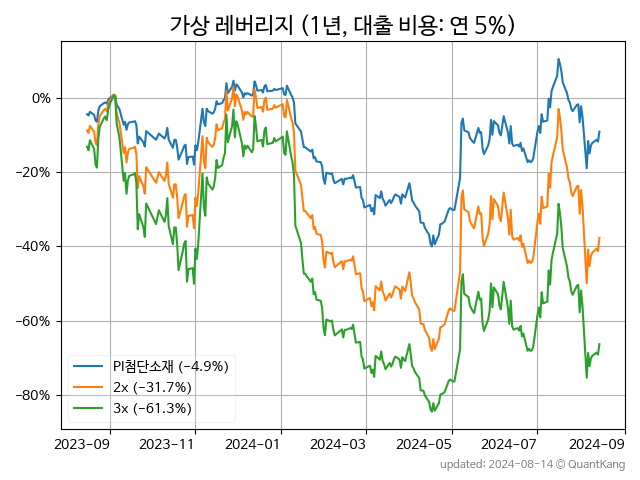 가상 레버리지 (1년, 대출 비용: 연 5%)
0%
−20%
−40%
−60%
−80%
PI첨단소재 (−4.9%)
2x (−31.7%)
3x (−61.3%)
2023-09 2023-11 2024-01 2024-03 2024-05 2024-07 2024-09
updated: 2024-08-14 © QuantKang